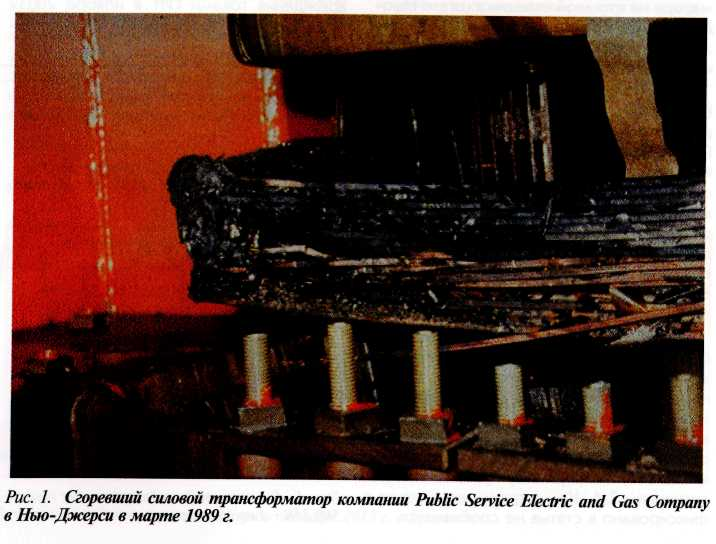 Рис. 1. Сгоревший силовой трансформатор компании Public Service Electric and Gas Company
в Нью-Джерси в марте 1989 г.